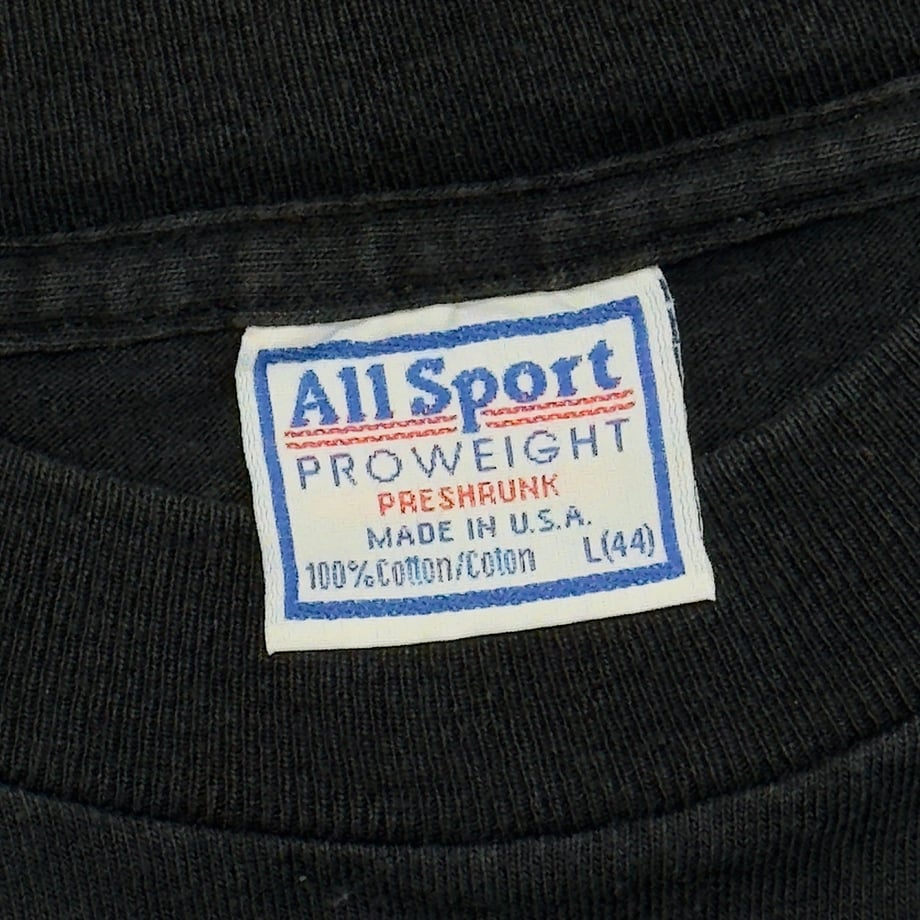 All Sport
PROWEIGHT
PRESHRUNK
MADE IN U.S.A.
100% Cotton/Coton L(44)